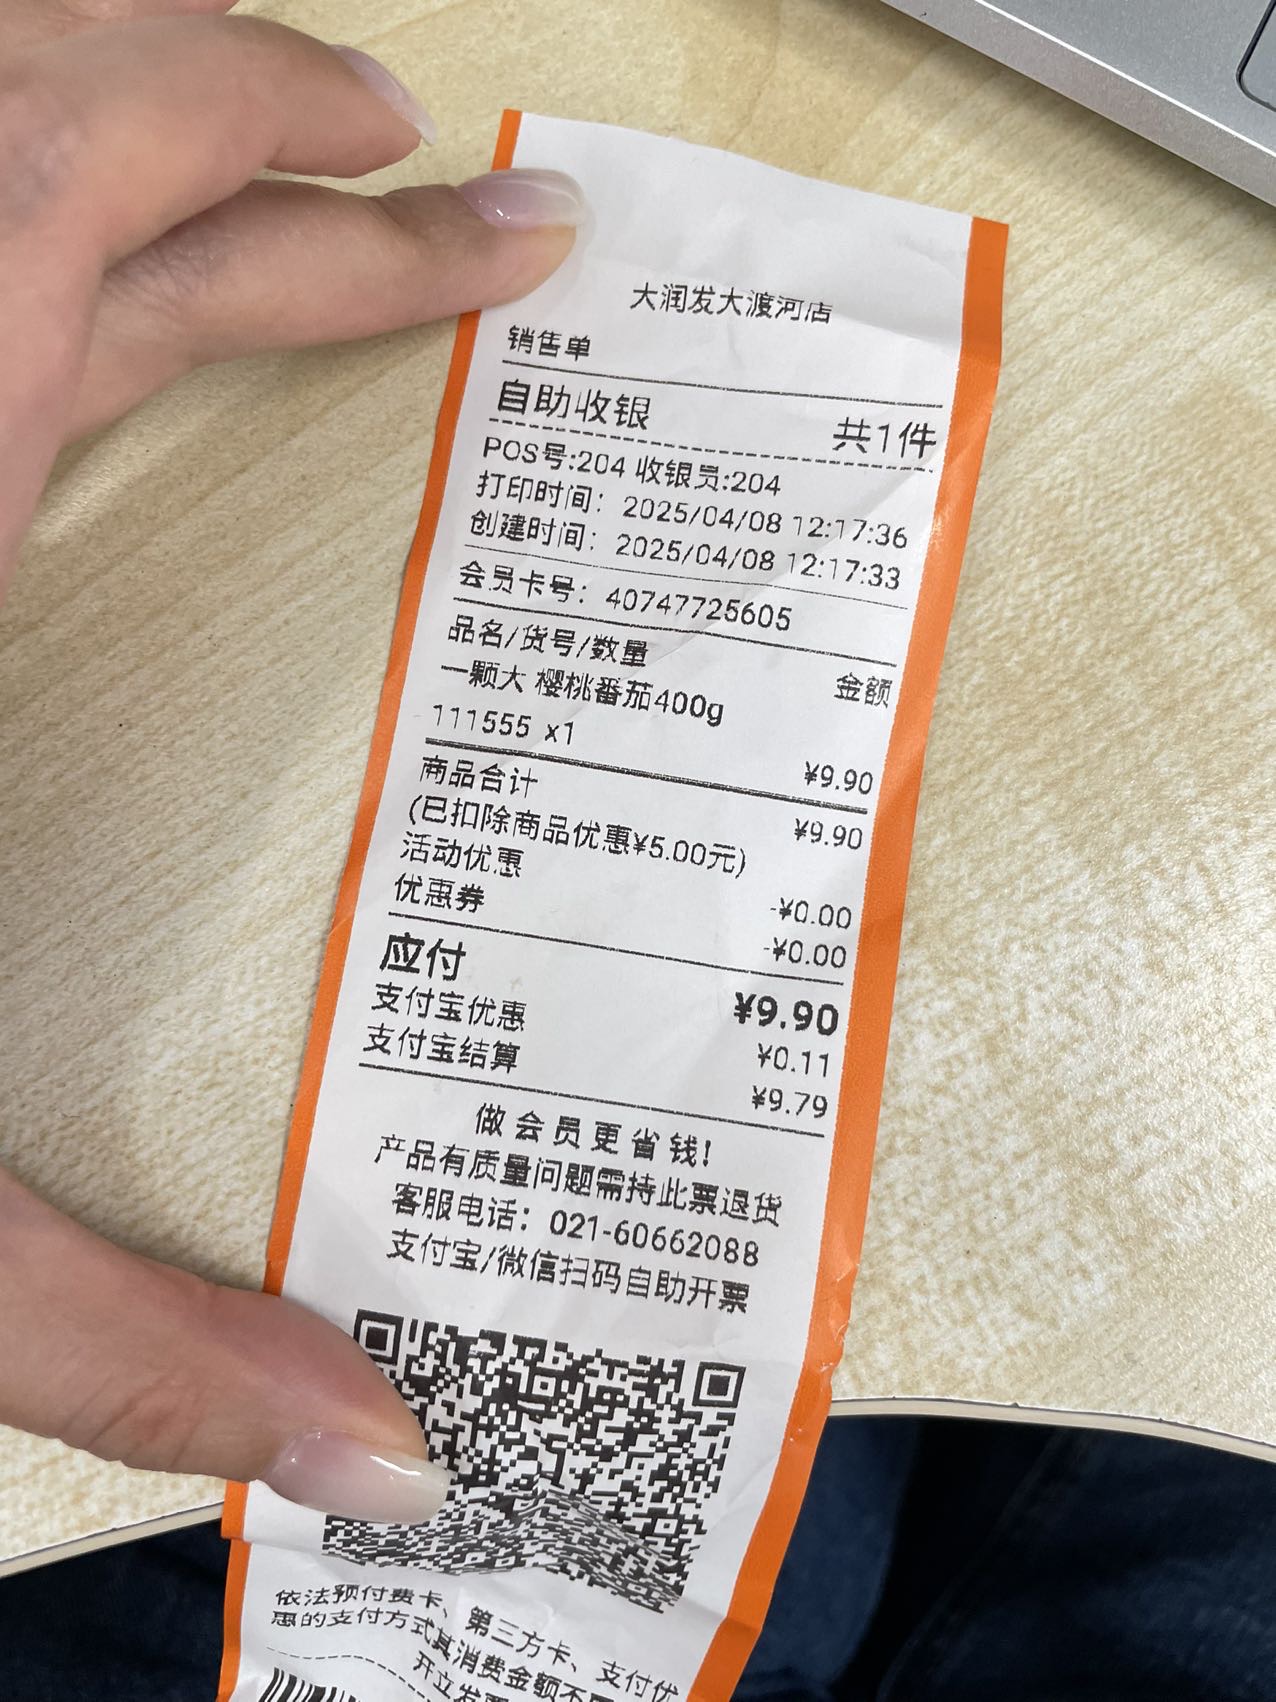 大润发大渡河店
销售单
自助收银 共1件
POS号:204 收银员:204
打印时间: 2025/04/08 12:17:36
创建时间: 2025/04/08 12:17:33
会员卡号: 40747725605
品名/货号/数量 金额
一颗大 樱桃番茄400g
111555 x1 ¥9.90
商品合计 ¥9.90
(已扣除商品优惠¥5.00元)
活动优惠 -¥0.00
优惠券 -¥0.00
应付 ¥9.90
支付宝优惠 ¥0.11
支付宝结算 ¥9.79
做会员更省钱!
产品有质量问题需持此票退货
客服电话: 021-60662088
支付宝/微信扫码自助开票
依法预付费卡、第三方卡、支付优
惠的支付方式其消费金额不
开立发票